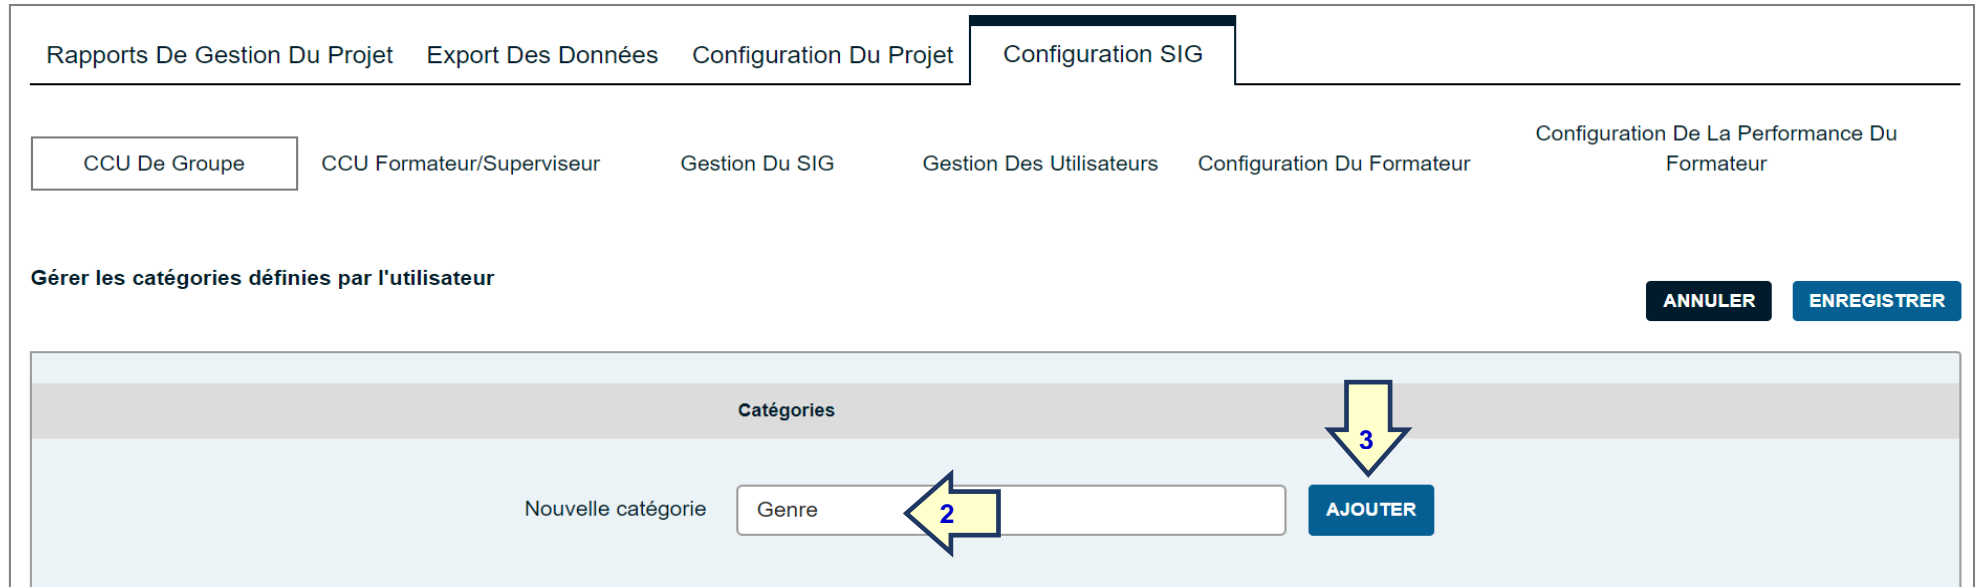 Rapports De Gestion Du Projet Export Des Données Configuration Du Projet Configuration SIG
CCU De Groupe CCU Formateur/Superviseur Gestion Du SIG Gestion Des Utilisateurs Configuration Du Formateur Configuration De La Performance Du
Formateur
Gérer les catégories définies par l'utilisateur
ANNULER ENREGISTRER
Catégories
3
Nouvelle catégorie Genre 2 AJOUTER